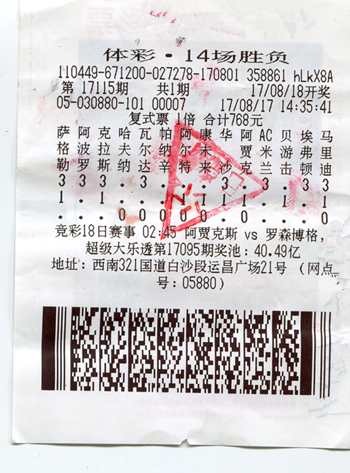 体彩·14场胜负
110449-671200-027278-170801 358861 hLkX8A
第 17115期 共1期 17/08/18开奖
05-030880-101 00007 17/08/17 14:35:41
复式票 1倍 合计768元
萨 阿 克 哈 瓦 帕 阿 康 华 阿 AC 贝 埃 马
格 波 拉 夫 尔 纳 尔 贾 米 游 弗 里
勒 罗 斯 纳 达 辛 特 来 沙 克 兰 击 顿 迪
竞彩18日赛事 02:45 阿贾克斯 vs 罗森博格,
超级大乐透第17095期奖池: 40.49亿
地址: 西南321国道白沙段运昌广场21号 (网点
号: 05880)